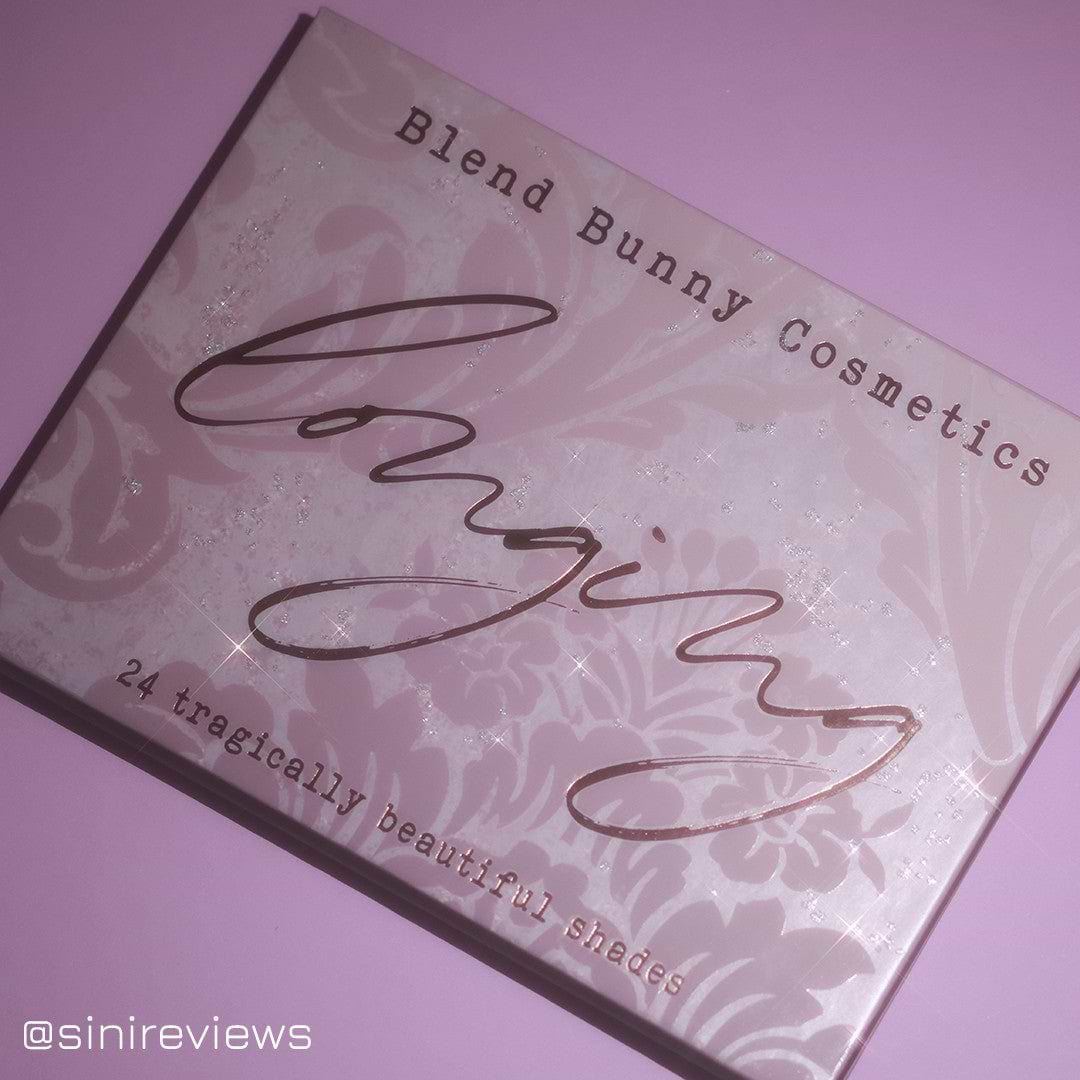 Blend Bunny Cosmetics
longing
24 tragically beautiful shades
@sinireviews